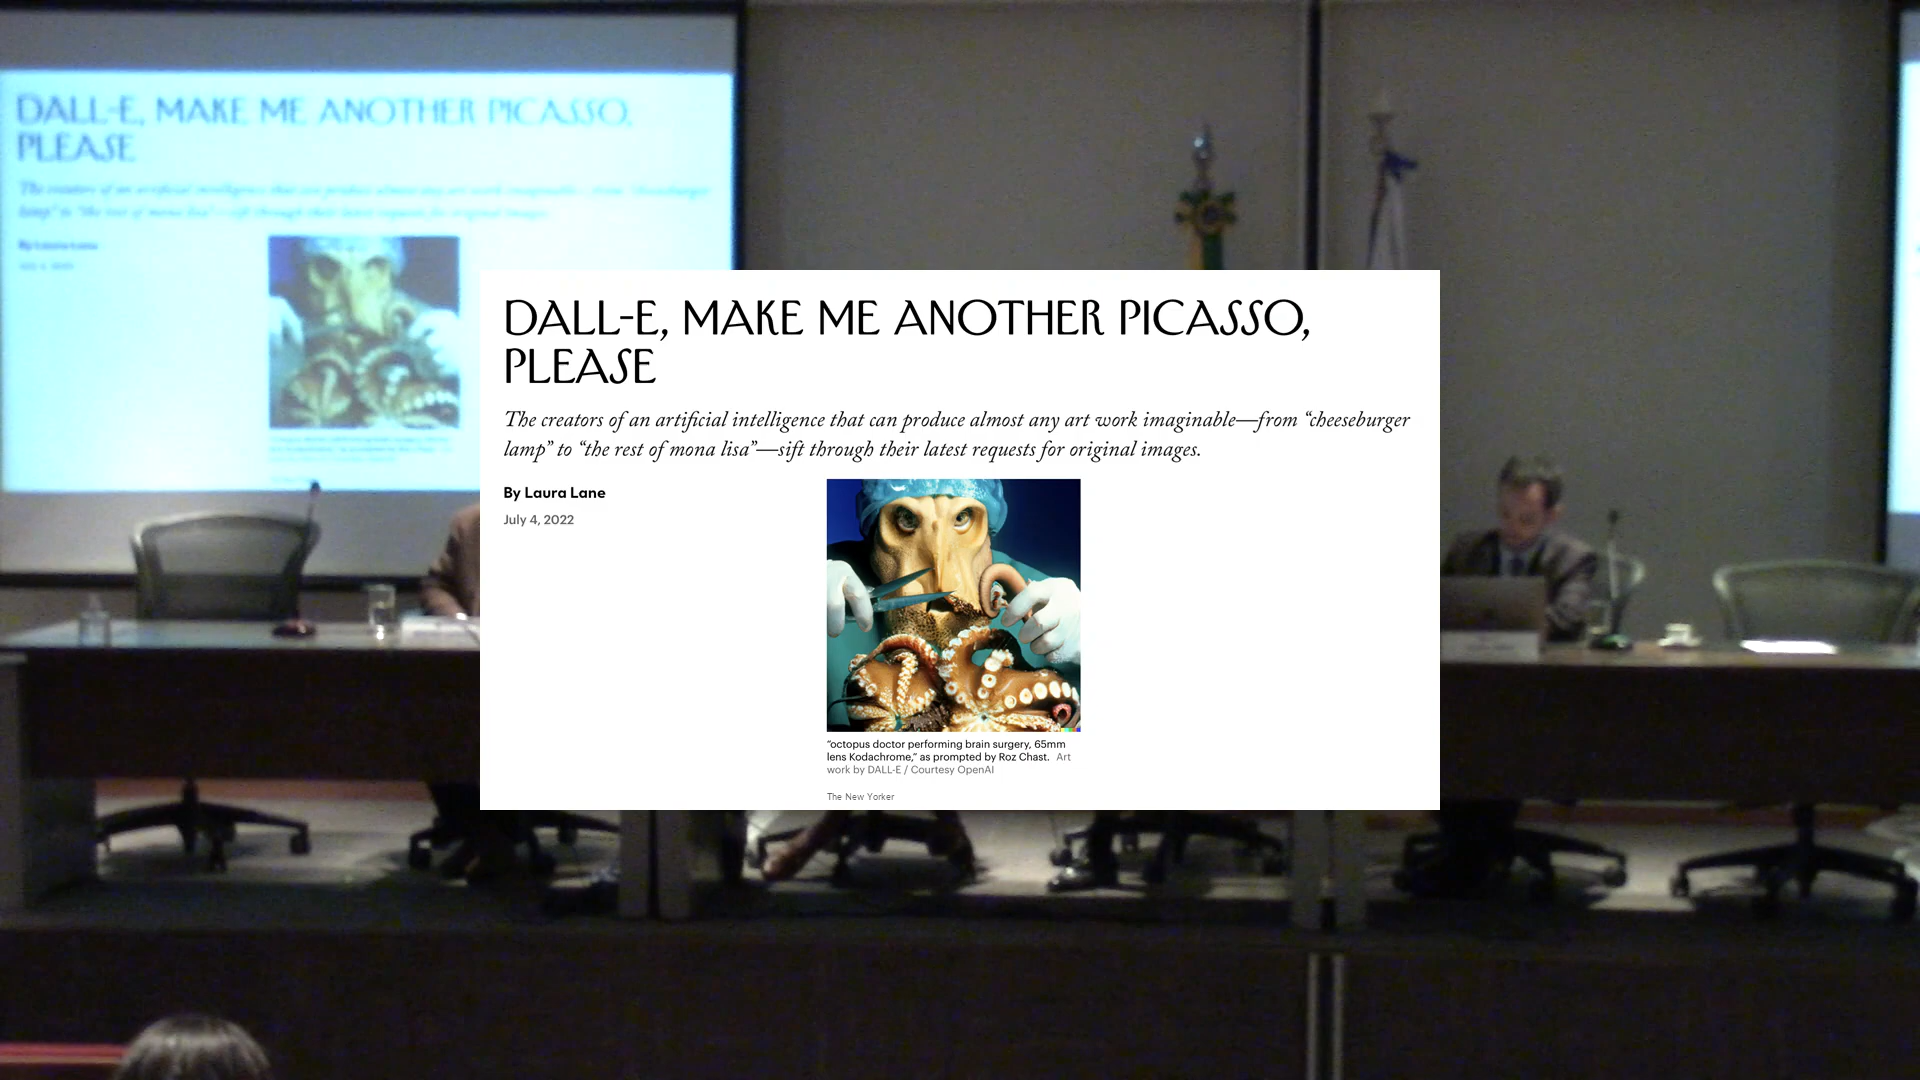 DALL-E, MAKE ME ANOTHER PICASSO,
PLEASE
DALL-E, MAKE ME ANOTHER PICASSO,
PLEASE
The creators of an artificial intelligence that can produce almost any art work imaginable—from “cheeseburger
lamp” to “the rest of mona lisa”—sift through their latest requests for original images.
By Laura Lane
July 4, 2022
“octopus doctor performing brain surgery, 65mm
lens Kodachrome,” as prompted by Roz Chast. Art
work by DALL-E / Courtesy OpenAI
The New Yorker